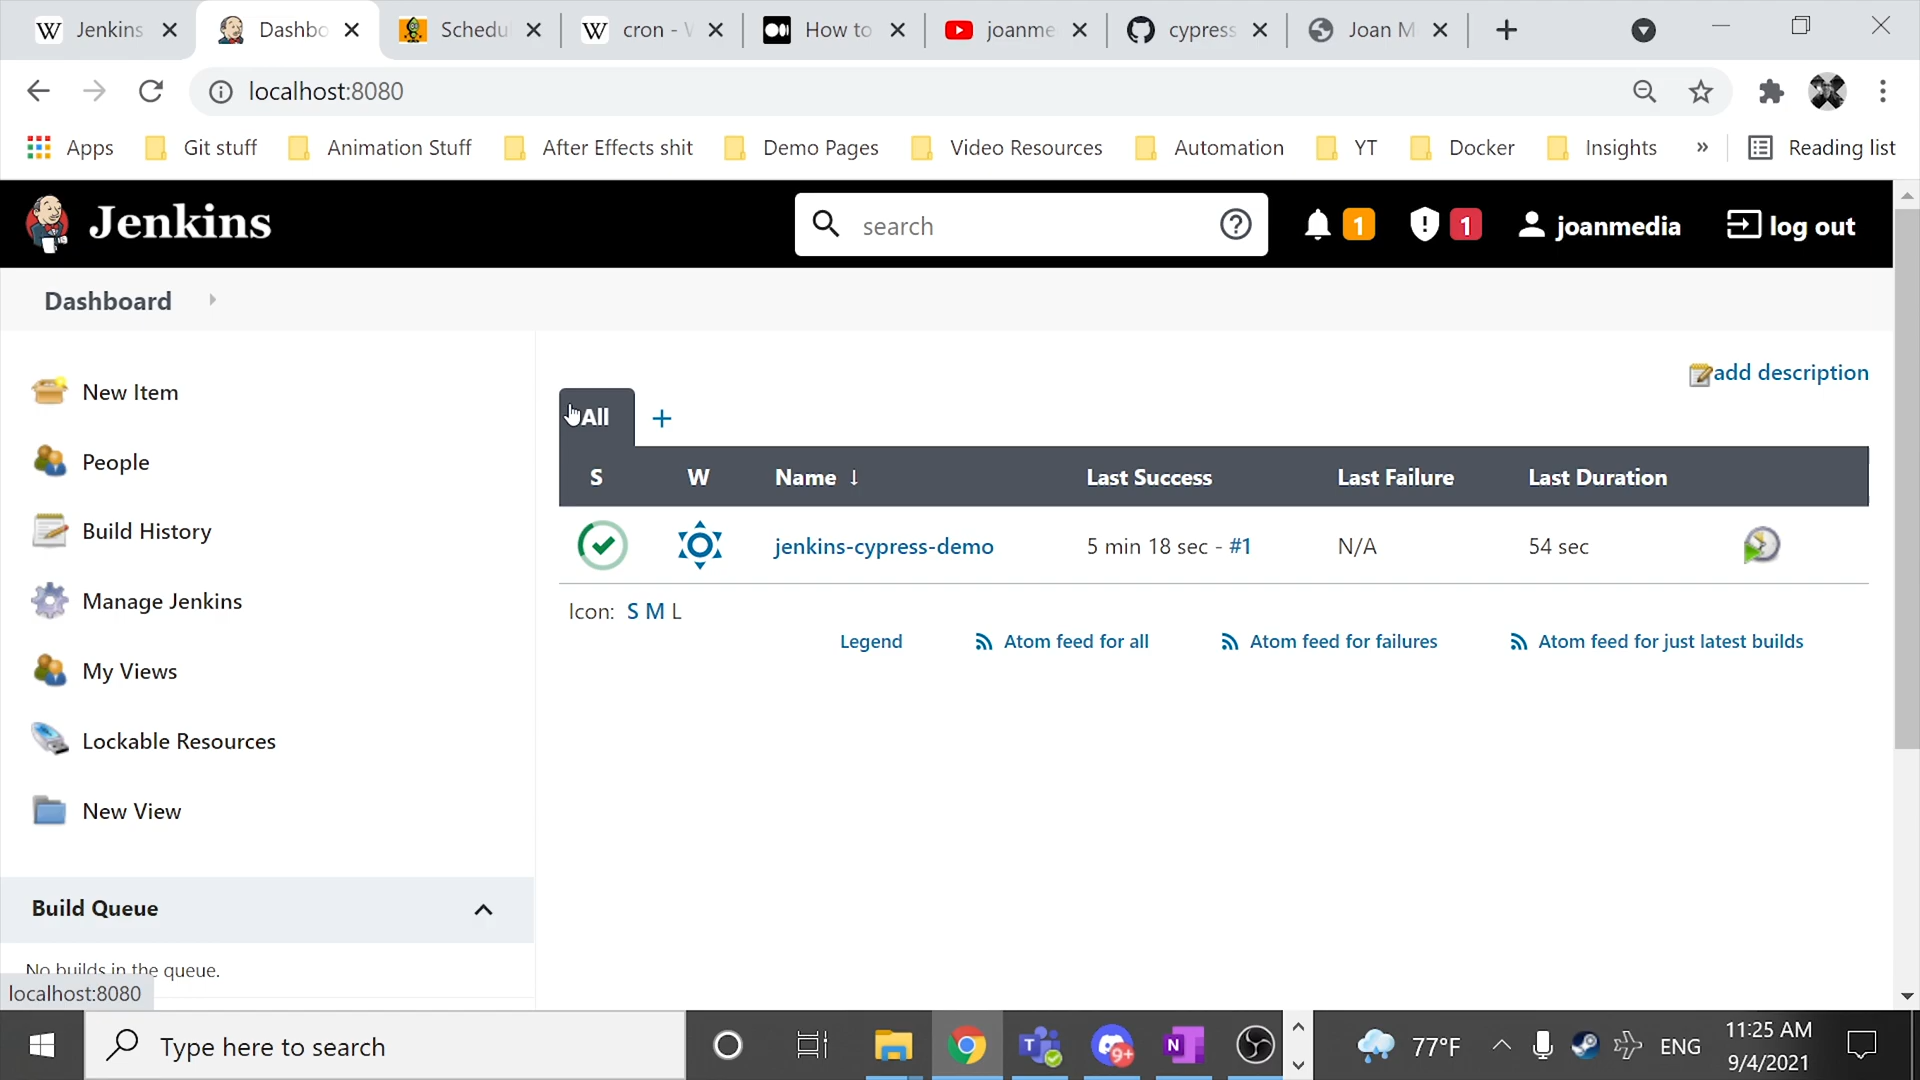 Jenkins
Dashbo
Schedu
cron - W
How to
joanme
cypress
Joan M
localhost:8080
Apps
Git stuff
Animation Stuff
After Effects shit
Demo Pages
Video Resources
Automation
YT
Docker
Insights
»
Reading list
Jenkins
search
1
1
joanmedia
log out
Dashboard
add description
New Item
People
Build History
Manage Jenkins
My Views
Lockable Resources
New View
All
+
S W Name ↓ Last Success Last Failure Last Duration
jenkins-cypress-demo 5 min 18 sec - #1 N/A 54 sec
Icon: S M L
Legend Atom feed for all Atom feed for failures Atom feed for just latest builds
Build Queue
No builds in the queue.
localhost:8080
Type here to search
9+
77°F
ENG
11:25 AM
9/4/2021